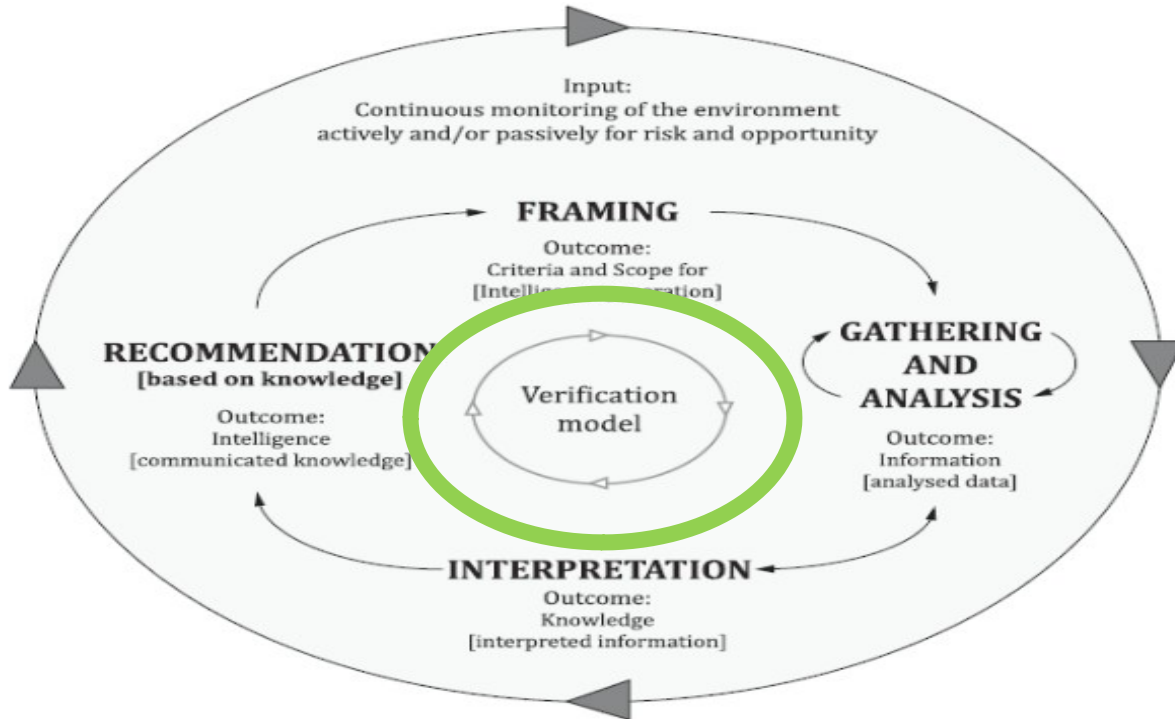 Input:
Continuous monitoring of the environment
actively and/or passively for risk and opportunity
FRAMING
Outcome:
Criteria and Scope for
GATHERING
AND
ANALYSIS
Outcome:
Information
[analysed data]
RECOMMENDATION
[based on knowledge]
Outcome:
Intelligence
[communicated knowledge]
Verification
model
INTERPRETATION
Outcome:
Knowledge
[interpreted information]